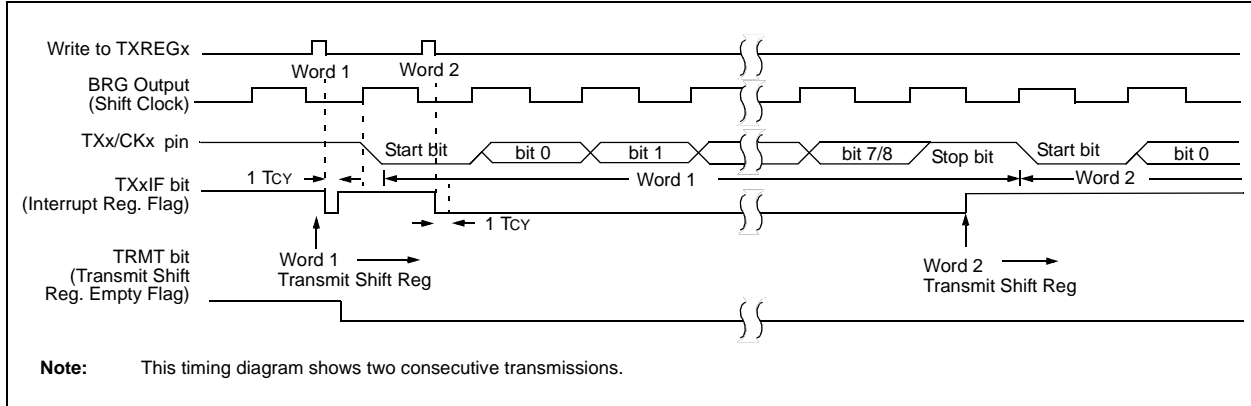 Write to TXREGx
Word 1 Word 2
BRG Output
(Shift Clock)
TXx/CKx pin
Start bit bit 0 bit 1 bit 7/8 Stop bit Start bit bit 0
1 TCY Word 1 Word 2
TXxIF bit
(Interrupt Reg. Flag)
1 TCY
TRMT bit
(Transmit Shift
Reg. Empty Flag)
Word 1
Transmit Shift Reg
Word 2
Transmit Shift Reg
Note: This timing diagram shows two consecutive transmissions.